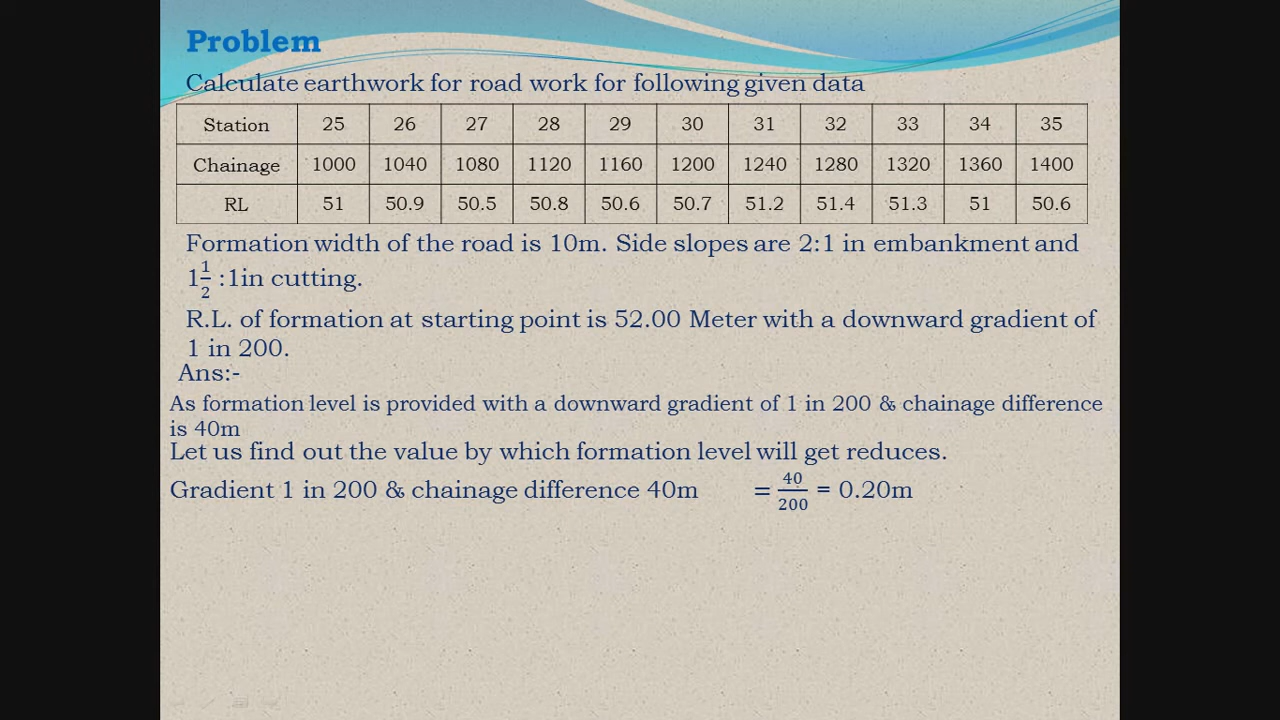 Problem
Calculate earthwork for road work for following given data
Station 25 26 27 28 29 30 31 32 33 34 35
Chainage 1000 1040 1080 1120 1160 1200 1240 1280 1320 1360 1400
RL 51 50.9 50.5 50.8 50.6 50.7 51.2 51.4 51.3 51 50.6
Formation width of the road is 10m. Side slopes are 2:1 in embankment and
1 1/2 :1in cutting.
R.L. of formation at starting point is 52.00 Meter with a downward gradient of
1 in 200.
Ans:-
As formation level is provided with a downward gradient of 1 in 200 & chainage difference
is 40m
Let us find out the value by which formation level will get reduces.
Gradient 1 in 200 & chainage difference 40m = 40/200 = 0.20m